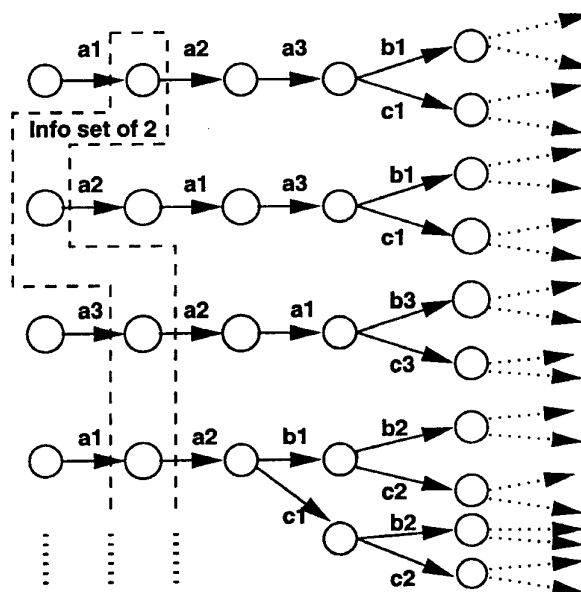 a1 a2 a3 b1
c1
Info set of 2
a2 a1 a3 b1
c1
a3 a2 a1 b3
c3
a1 a2 b1 b2
c2
c1 b2
c2